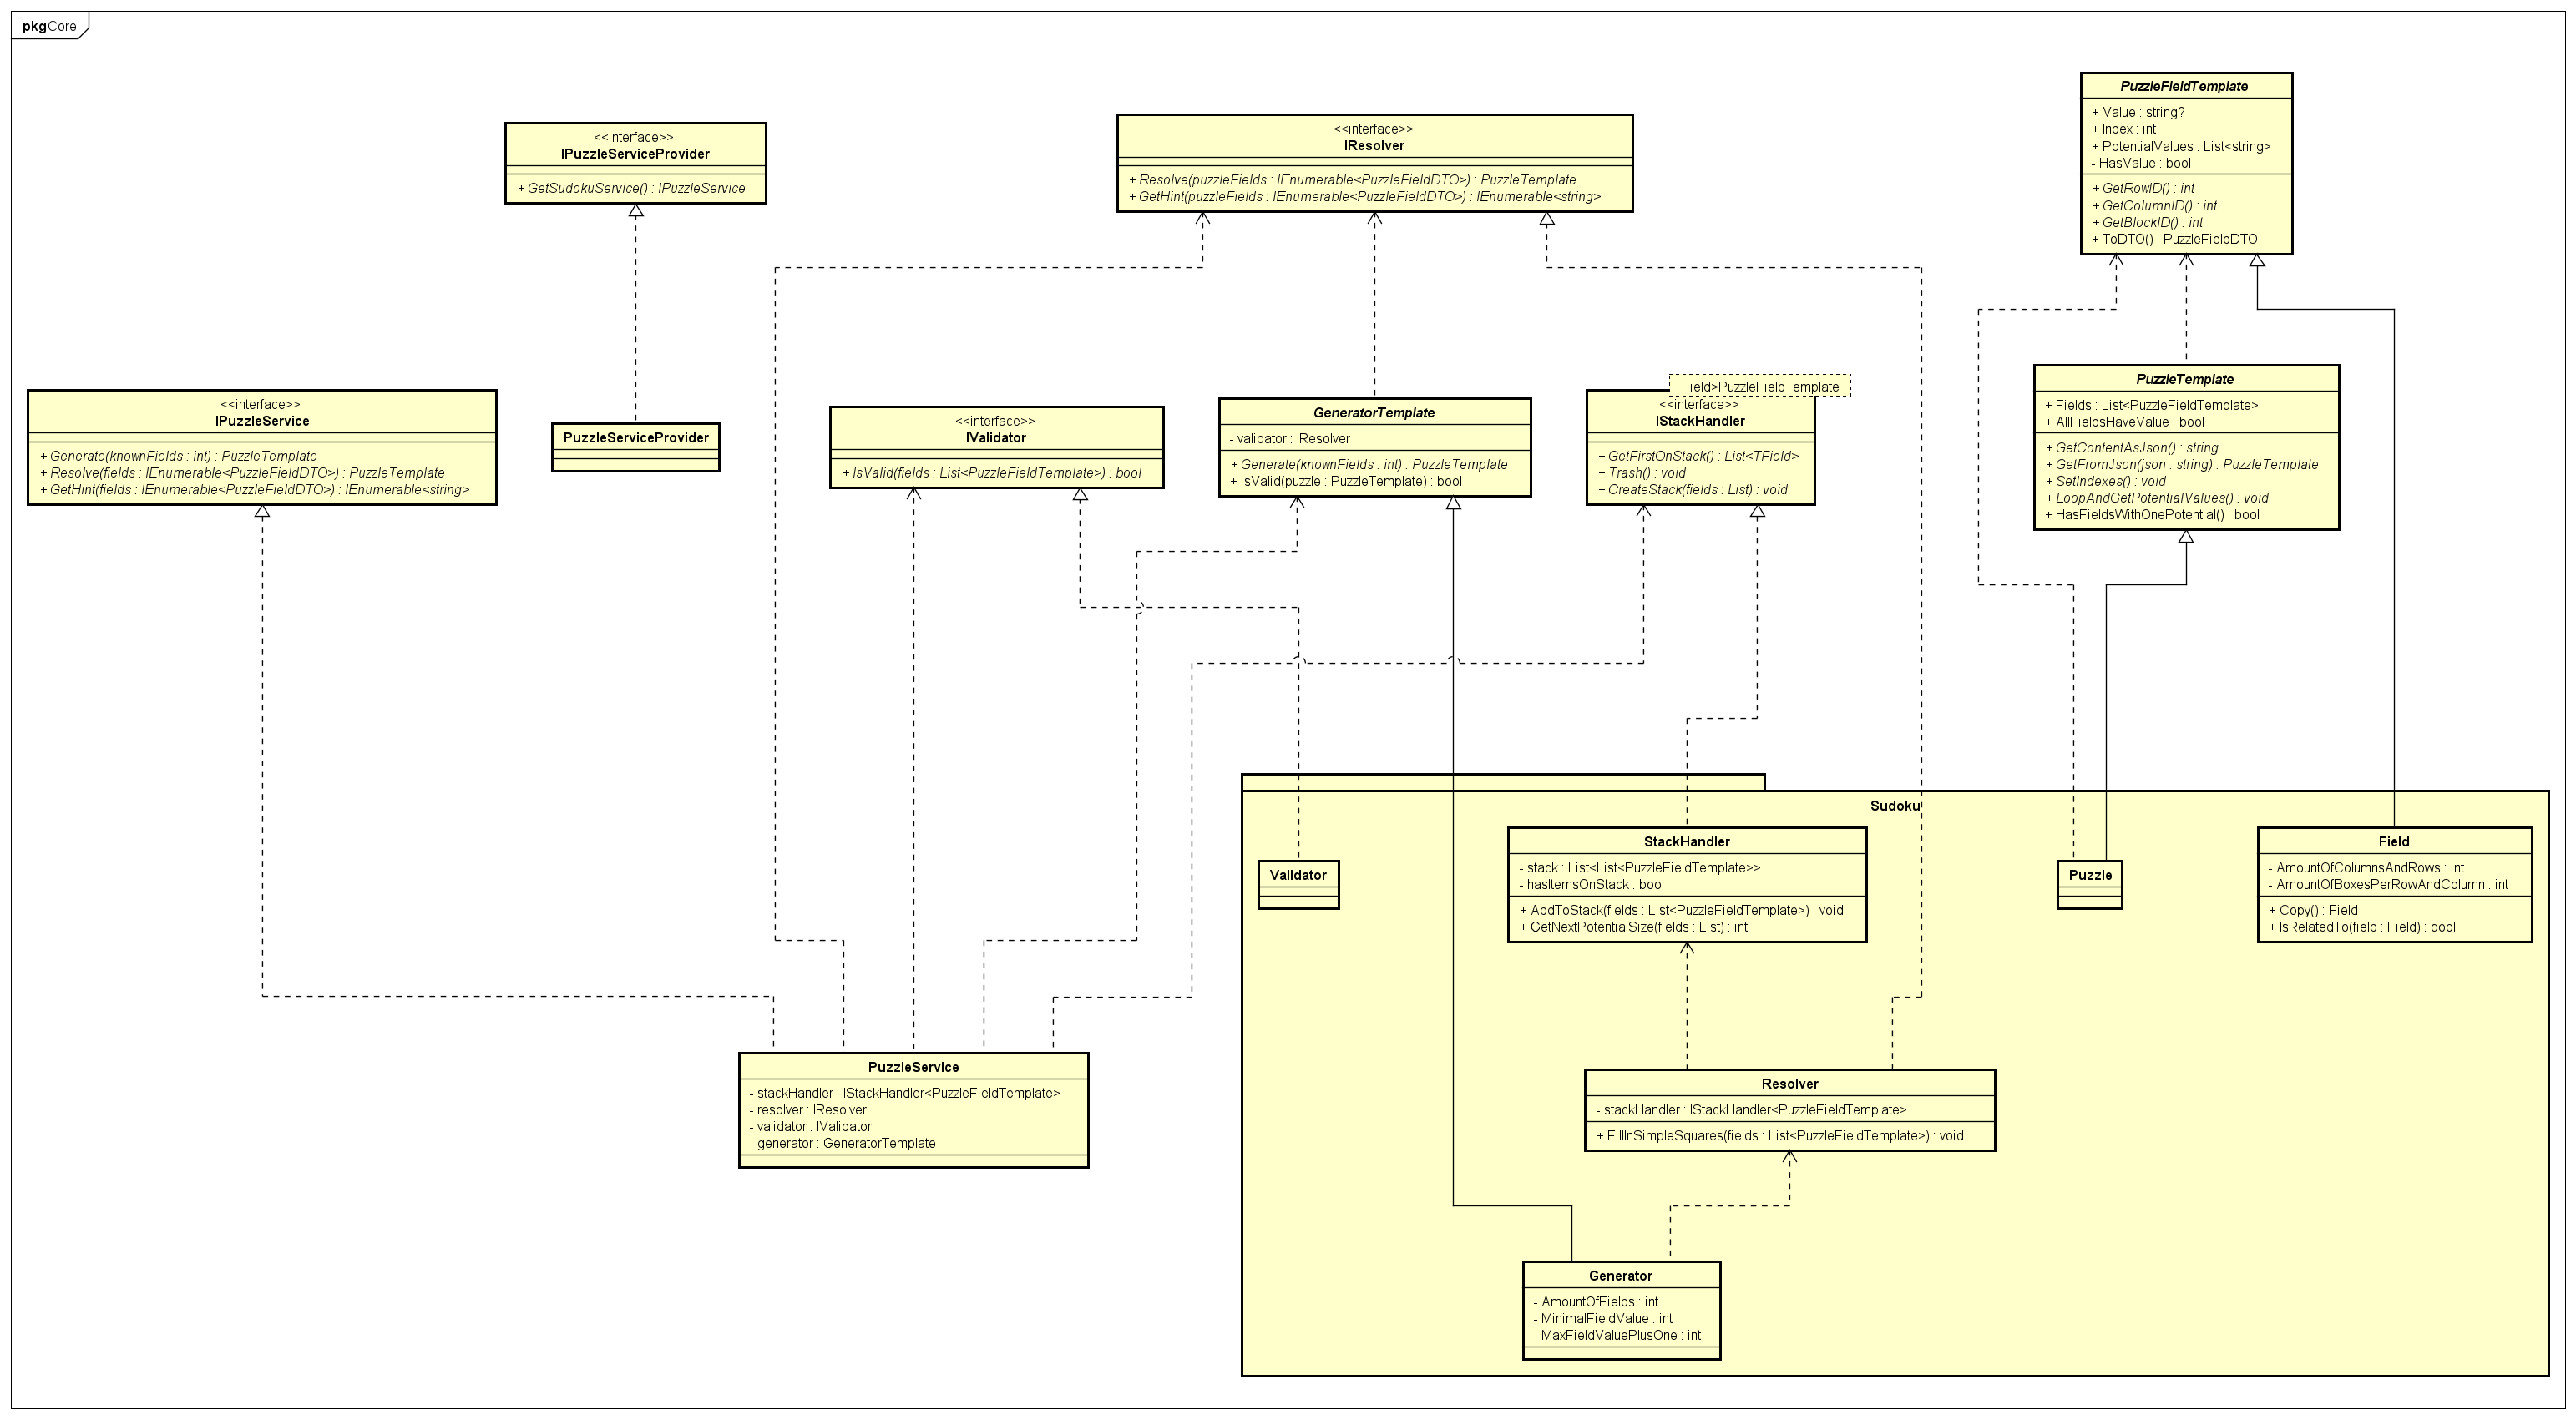 pkg Core
<<interface>>
IPuzzleServiceProvider
+ GetSudokuService() : IPuzzleService
<<interface>>
IResolver
+ Resolve(puzzleFields : IEnumerable<PuzzleFieldDTO>) : PuzzleTemplate
+ GetHint(puzzleFields : IEnumerable<PuzzleFieldDTO>) : IEnumerable<string>
PuzzleFieldTemplate
+ Value : string?
+ Index : int
+ PotentialValues : List<string>
- HasValue : bool
+ GetRowID() : int
+ GetColumnID() : int
+ GetBlockID() : int
+ ToDTO() : PuzzleFieldDTO
<<interface>>
IPuzzleService
+ Generate(knownFields : int) : PuzzleTemplate
+ Resolve(fields : IEnumerable<PuzzleFieldDTO>) : PuzzleTemplate
+ GetHint(fields : IEnumerable<PuzzleFieldDTO>) : IEnumerable<string>
PuzzleServiceProvider
<<interface>>
IValidator
+ IsValid(fields : List<PuzzleFieldTemplate>) : bool
GeneratorTemplate
- validator : IResolver
+ Generate(knownFields : int) : PuzzleTemplate
+ isValid(puzzle : PuzzleTemplate) : bool
TField>PuzzleFieldTemplate
<<interface>>
IStackHandler
+ GetFirstOnStack() : List<TField>
+ Trash() : void
+ CreateStack(fields : List) : void
PuzzleTemplate
+ Fields : List<PuzzleFieldTemplate>
+ AllFieldsHaveValue : bool
+ GetContentAsJson() : string
+ GetFromJson(json : string) : PuzzleTemplate
+ SetIndexes() : void
+ LoopAndGetPotentialValues() : void
+ HasFieldsWithOnePotential() : bool
Sudoku
Validator
StackHandler
- stack : List<List<PuzzleFieldTemplate>>
- hasItemsOnStack : bool
+ AddToStack(fields : List<PuzzleFieldTemplate>) : void
+ GetNextPotentialSize(fields : List) : int
Puzzle
Field
- AmountOfColumnsAndRows : int
- AmountOfBoxesPerRowAndColumn : int
+ Copy() : Field
+ IsRelatedTo(field : Field) : bool
PuzzleService
- stackHandler : IStackHandler<PuzzleFieldTemplate>
- resolver : IResolver
- validator : IValidator
- generator : GeneratorTemplate
Resolver
- stackHandler : IStackHandler<PuzzleFieldTemplate>
+ FillInSimpleSquares(fields : List<PuzzleFieldTemplate>) : void
Generator
- AmountOfFields : int
- MinimalFieldValue : int
- MaxFieldValuePlusOne : int